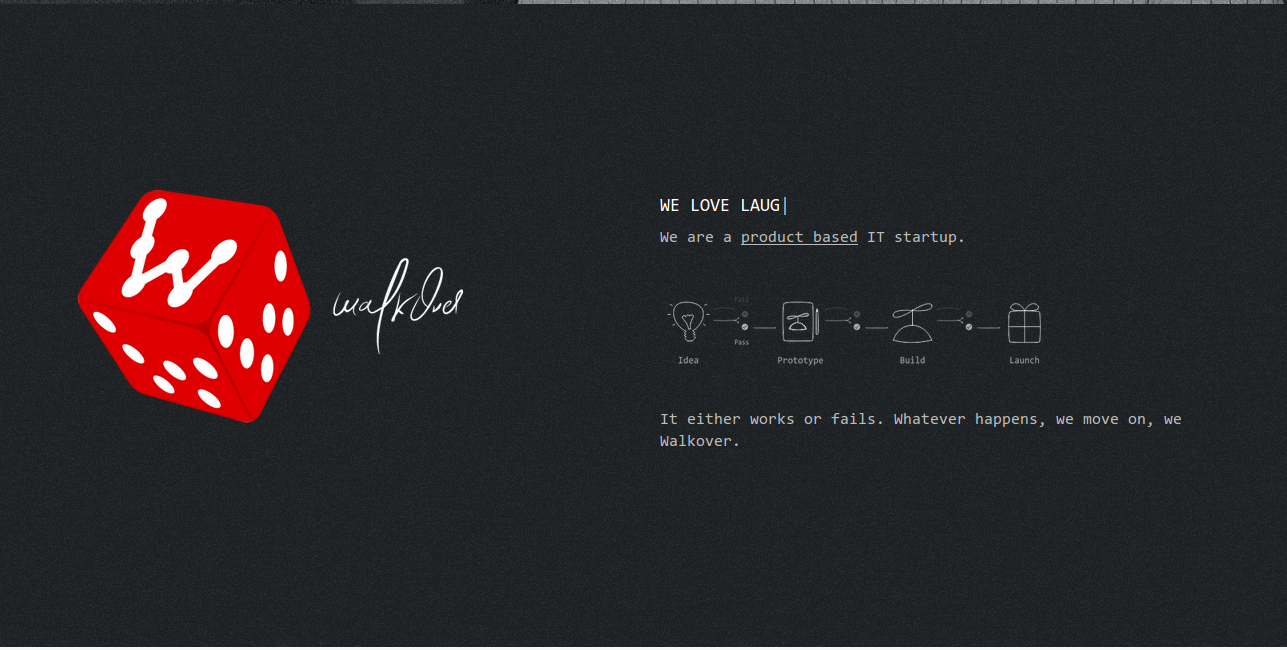 W
walkover
WE LOVE LAUG
We are a product based IT startup.
Fail
Pass
Idea
Prototype
Build
Launch
It either works or fails. Whatever happens, we move on, we
Walkover.